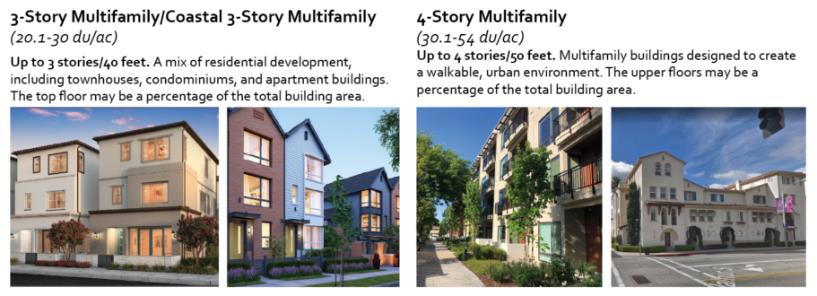 3-Story Multifamily/Coastal 3-Story Multifamily
(20.1-30 du/ac)
Up to 3 stories/40 feet. A mix of residential development,
including townhouses, condominiums, and apartment buildings.
The top floor may be a percentage of the total building area.
4-Story Multifamily
(30.1-54 du/ac)
Up to 4 stories/50 feet. Multifamily buildings designed to create
a walkable, urban environment. The upper floors may be a
percentage of the total building area.